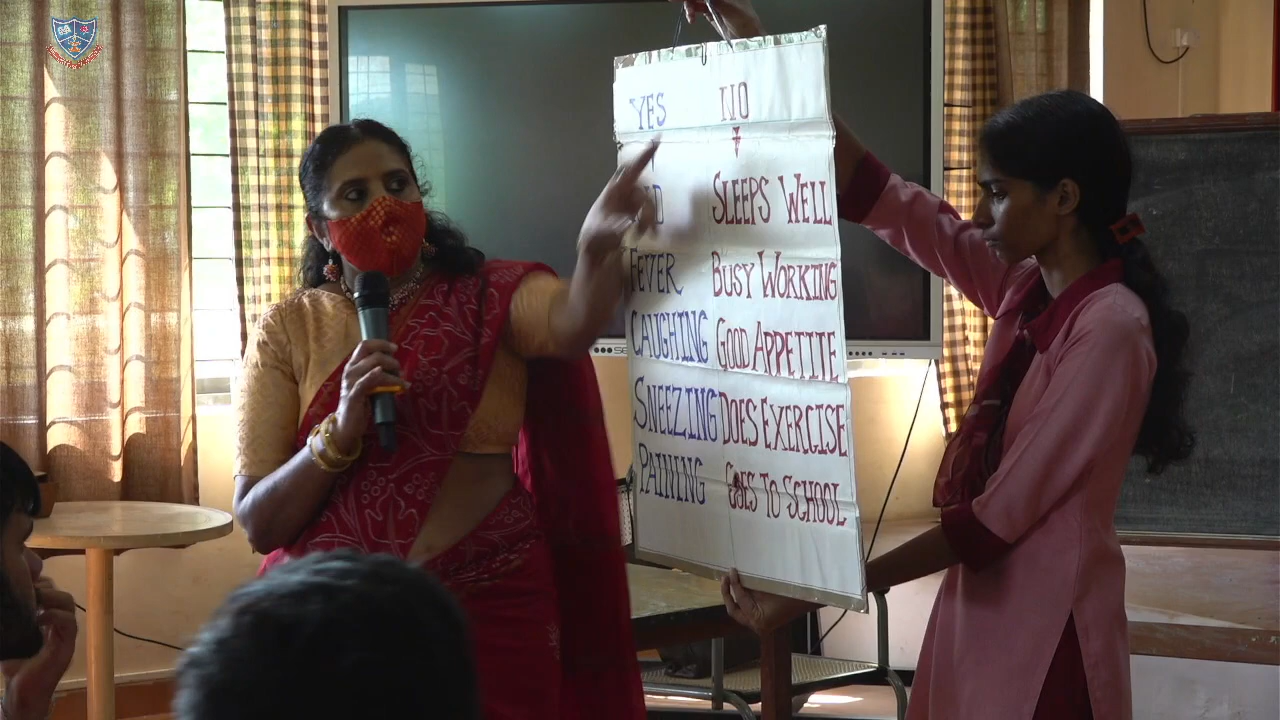 YES NO
SLEEPS WELL
FEVER BUSY WORKING
CAUGHING GOOD APPETITE
SNEEZING DOES EXERCISE
PAINING GOES TO SCHOOL